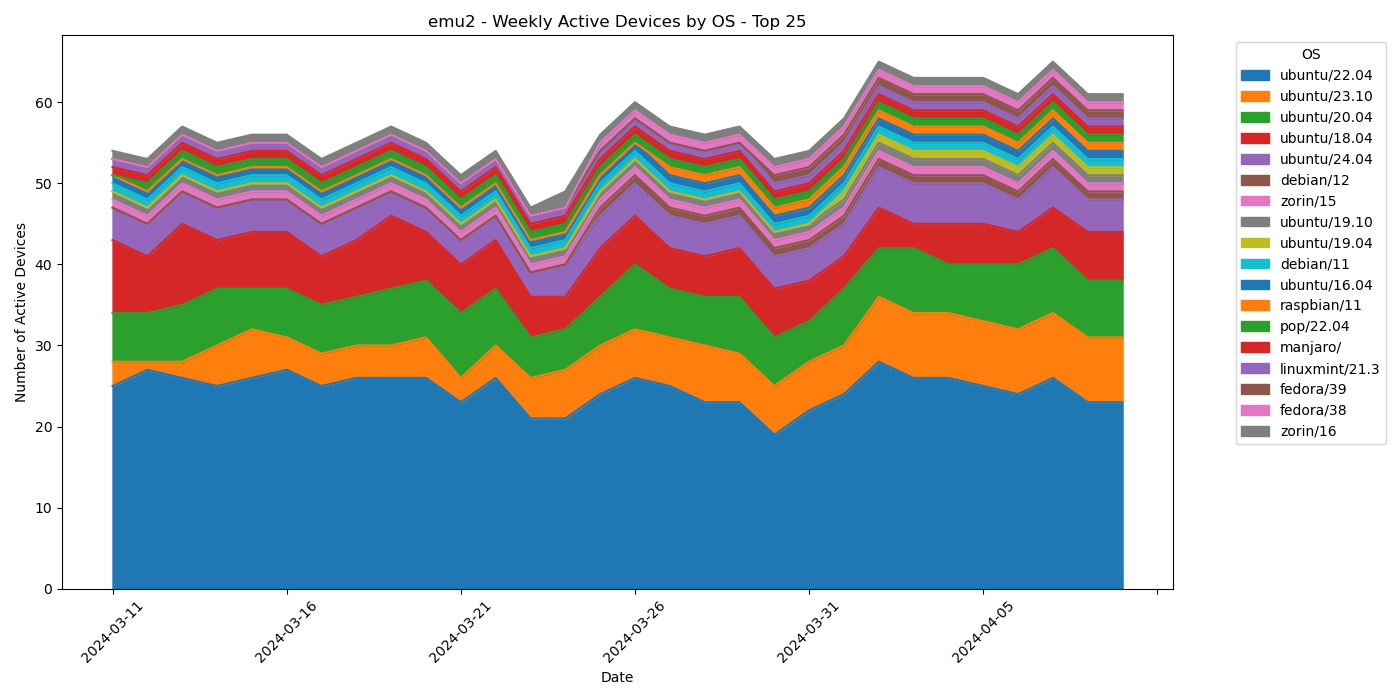 emu2 - Weekly Active Devices by OS - Top 25
Number of Active Devices
60
50
40
30
20
10
0
2024-03-11
2024-03-16
2024-03-21
2024-03-26
2024-03-31
2024-04-05
Date
OS
ubuntu/22.04
ubuntu/23.10
ubuntu/20.04
ubuntu/18.04
ubuntu/24.04
debian/12
zorin/15
ubuntu/19.10
ubuntu/19.04
debian/11
ubuntu/16.04
raspbian/11
pop/22.04
manjaro/
linuxmint/21.3
fedora/39
fedora/38
zorin/16